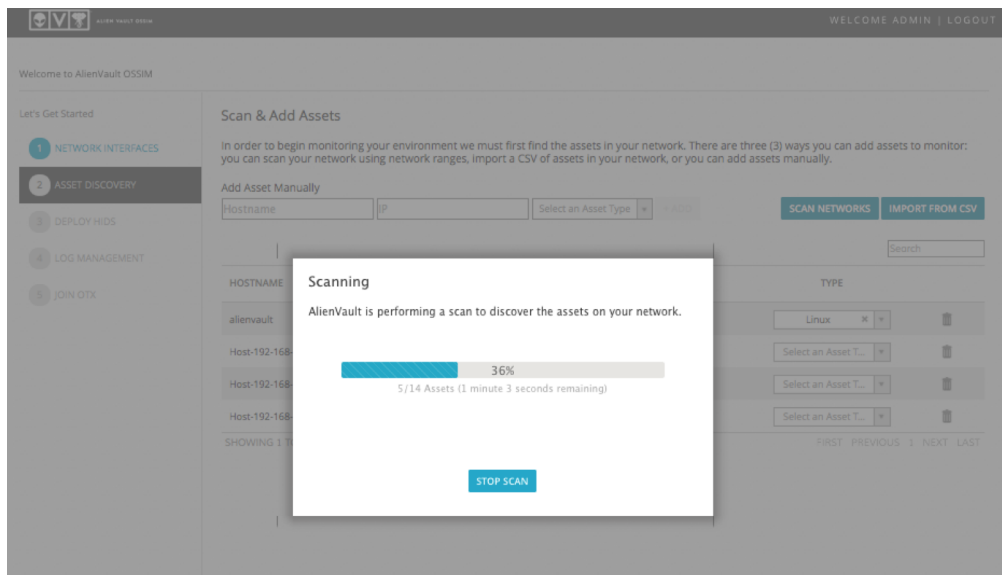 ALIEN VAULT OSSIM
WELCOME ADMIN | LOGOUT
Welcome to AlienVault OSSIM
Let's Get Started
1 NETWORK INTERFACES
2 ASSET DISCOVERY
3 DEPLOY HIDS
4 LOG MANAGEMENT
5 JOIN OTX
Scan & Add Assets
In order to begin monitoring your environment we must first find the assets in your network. There are three (3) ways you can add assets to monitor:
you can scan your network using network ranges, import a CSV of assets in your network, or you can add assets manually.
Add Asset Manually
Hostname IP Select an Asset Type + ADD
SCAN NETWORKS IMPORT FROM CSV
Search
HOSTNAME TYPE
alienvault Linux ×
Host-192-168- Select an Asset T...
Host-192-168- Select an Asset T...
Host-192-168- Select an Asset T...
SHOWING 1 T FIRST PREVIOUS 1 NEXT LAST
Scanning
AlienVault is performing a scan to discover the assets on your network.
36%
5/14 Assets (1 minute 3 seconds remaining)
STOP SCAN